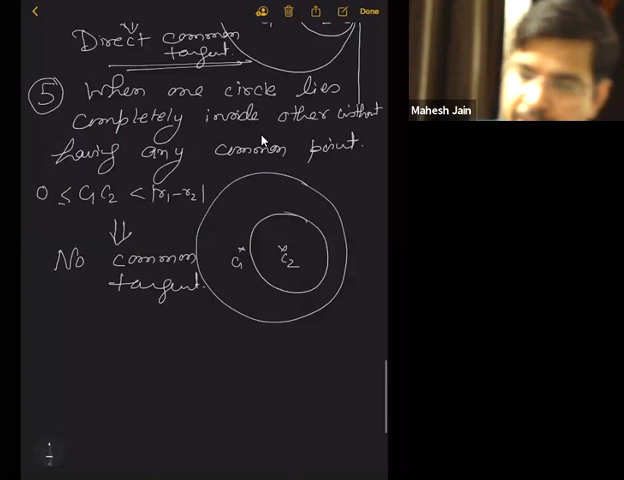 Done
Direct common
tangent.
Mahesh Jain
5 When one circle lies
completely inside other without
having any common point.
0 ≤ C1C2 < |r1-r2|
No common
tangent.
C1
C2